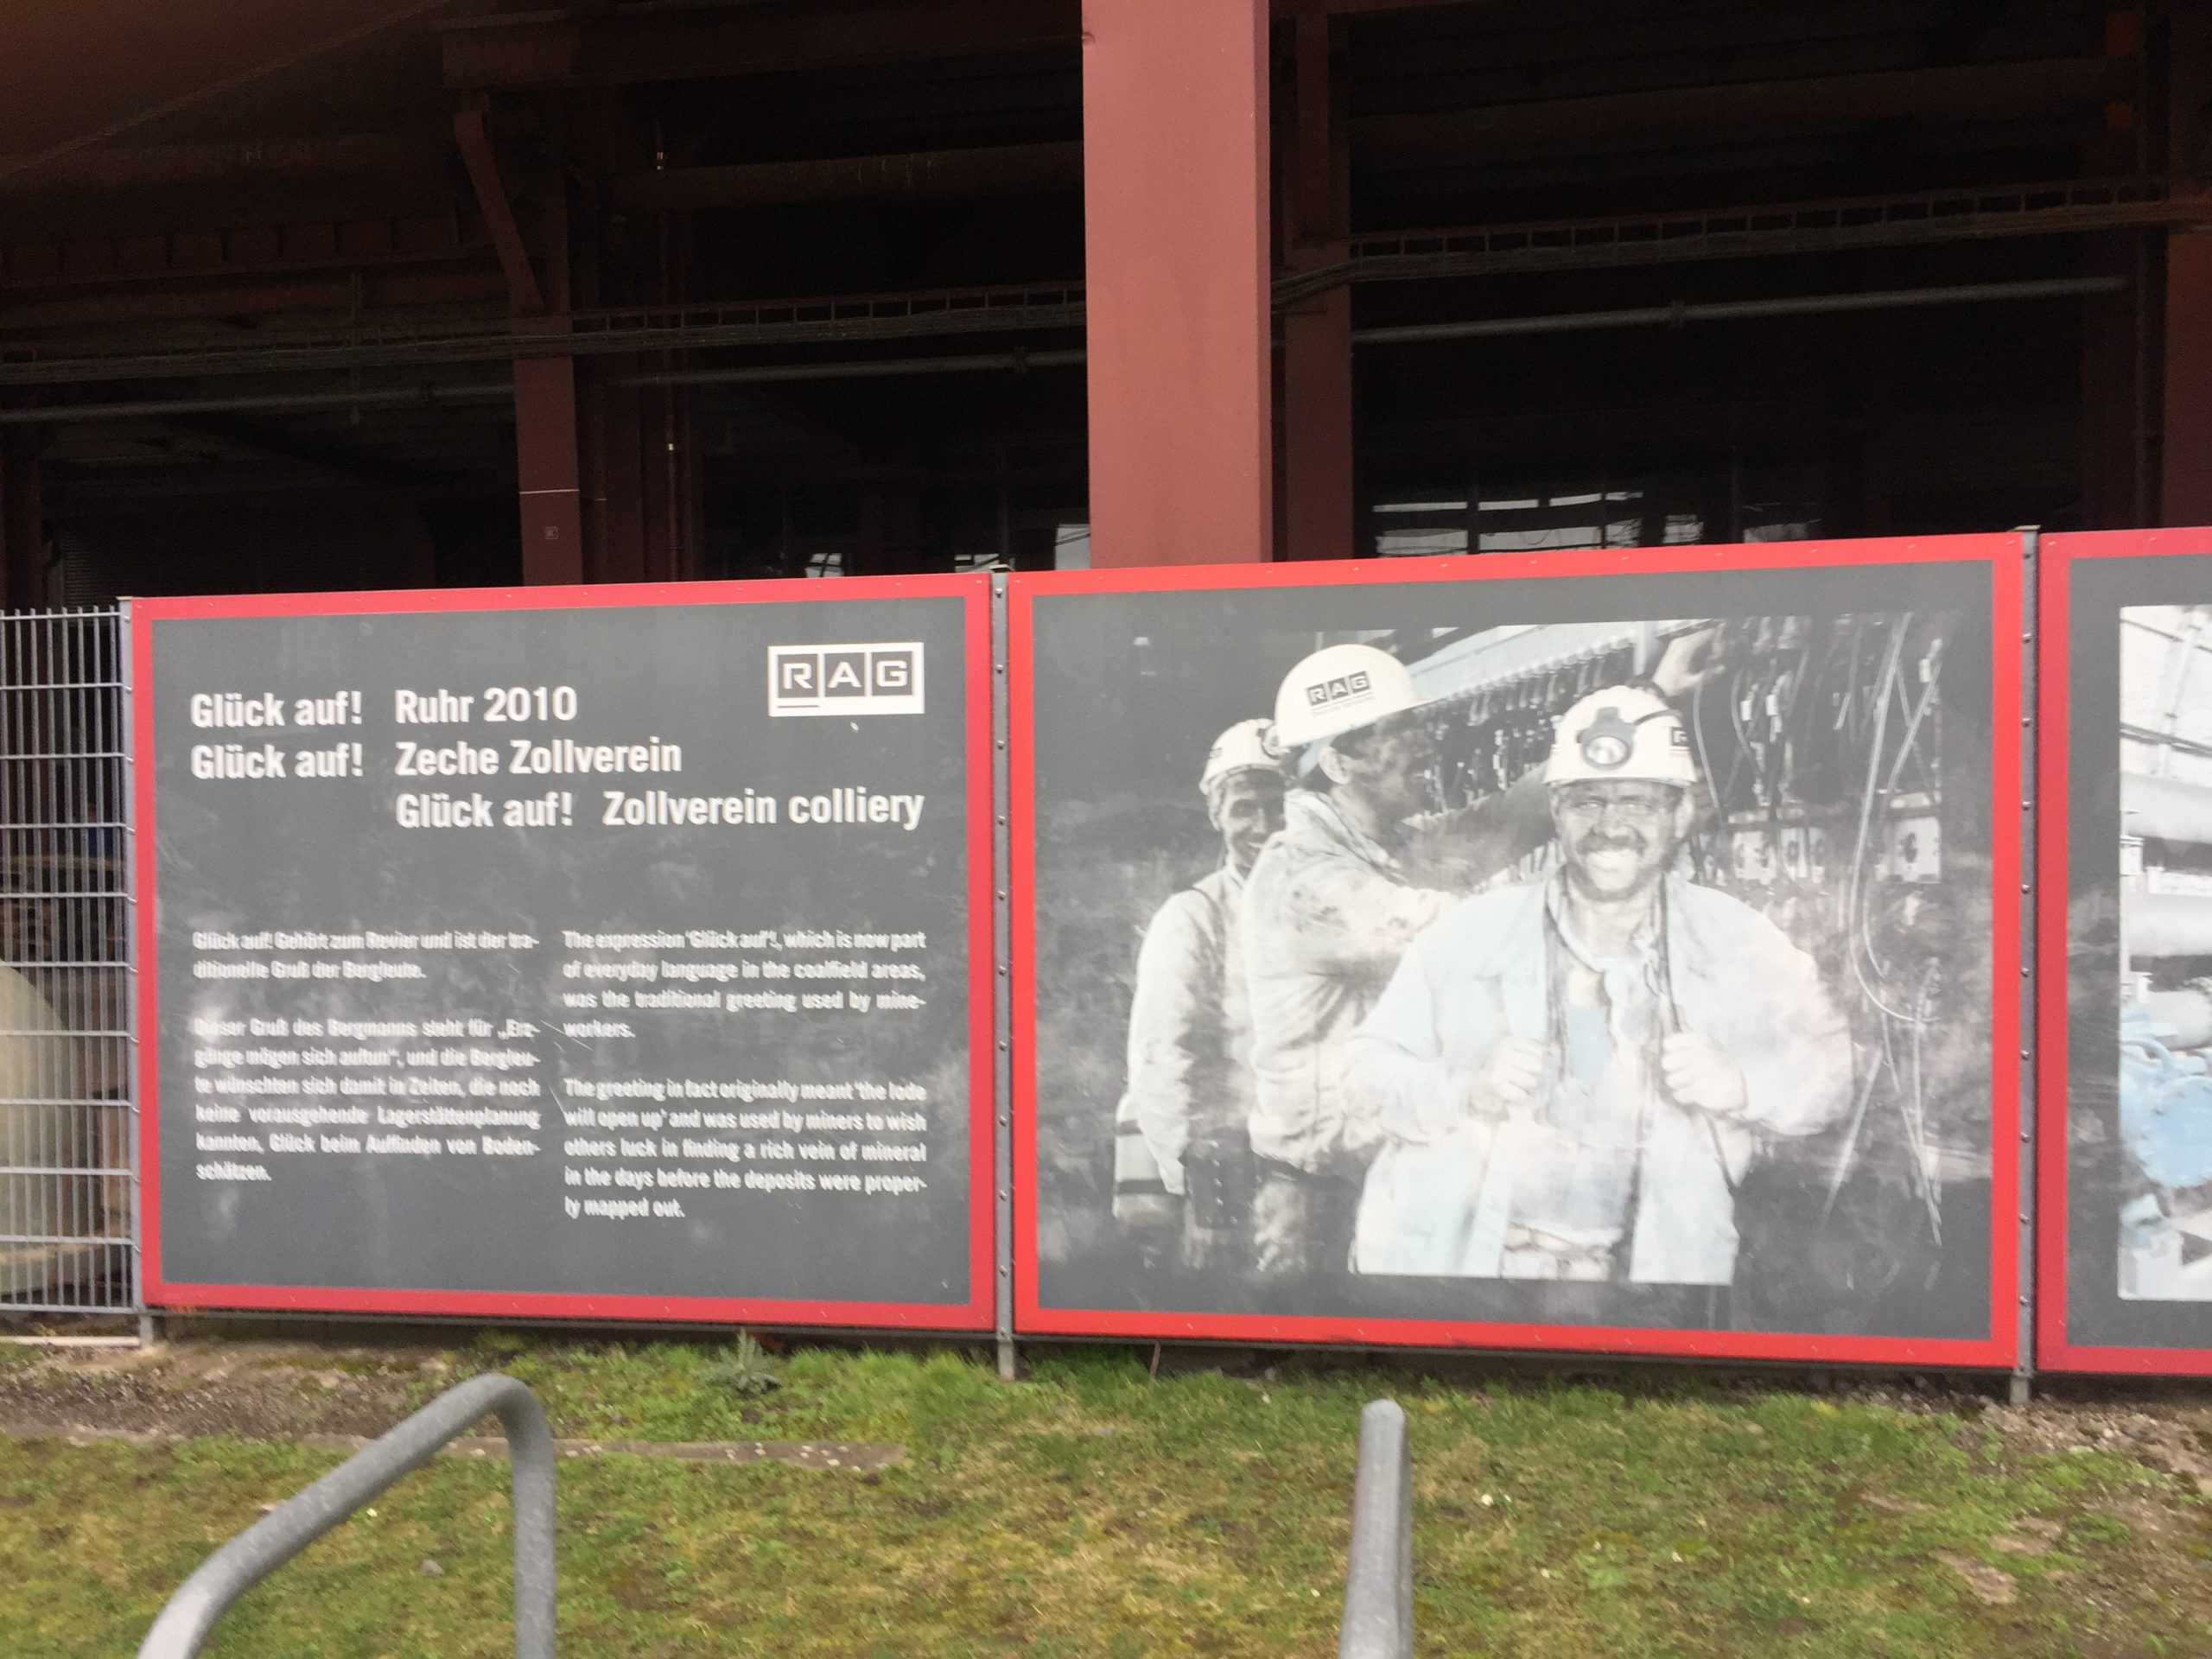 RAG
Glück auf! Ruhr 2010
Glück auf! Zeche Zollverein
Glück auf! Zollverein colliery
Glück auf! Gehört zum Revier und ist der tra-
ditionelle Gruß der Bergleute.
Dieser Gruß des Bergmanns steht für „Erz-
gänge mögen sich auftun“, und die Bergleu-
te wünschten sich damit in Zeiten, die noch
keine vorausgehende Lagerstättenplanung
kannten, Glück beim Auffinden von Boden-
schätzen.
The expression 'Glück auf'!, which is now part
of everyday language in the coalfield areas,
was the traditional greeting used by mine-
workers.
The greeting in fact originally meant 'the lode
will open up' and was used by miners to wish
others luck in finding a rich vein of mineral
in the days before the deposits were proper-
ly mapped out.
RAG